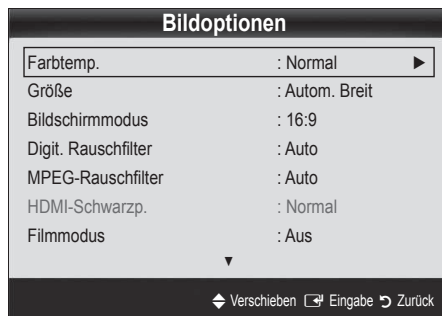 Bildoptionen
Farbtemp. : Normal ►
Größe : Autom. Breit
Bildschirmmodus : 16:9
Digit. Rauschfilter : Auto
MPEG-Rauschfilter : Auto
HDMI-Schwarzp. : Normal
Filmmodus : Aus
▼
Verschieben Eingabe Zurück